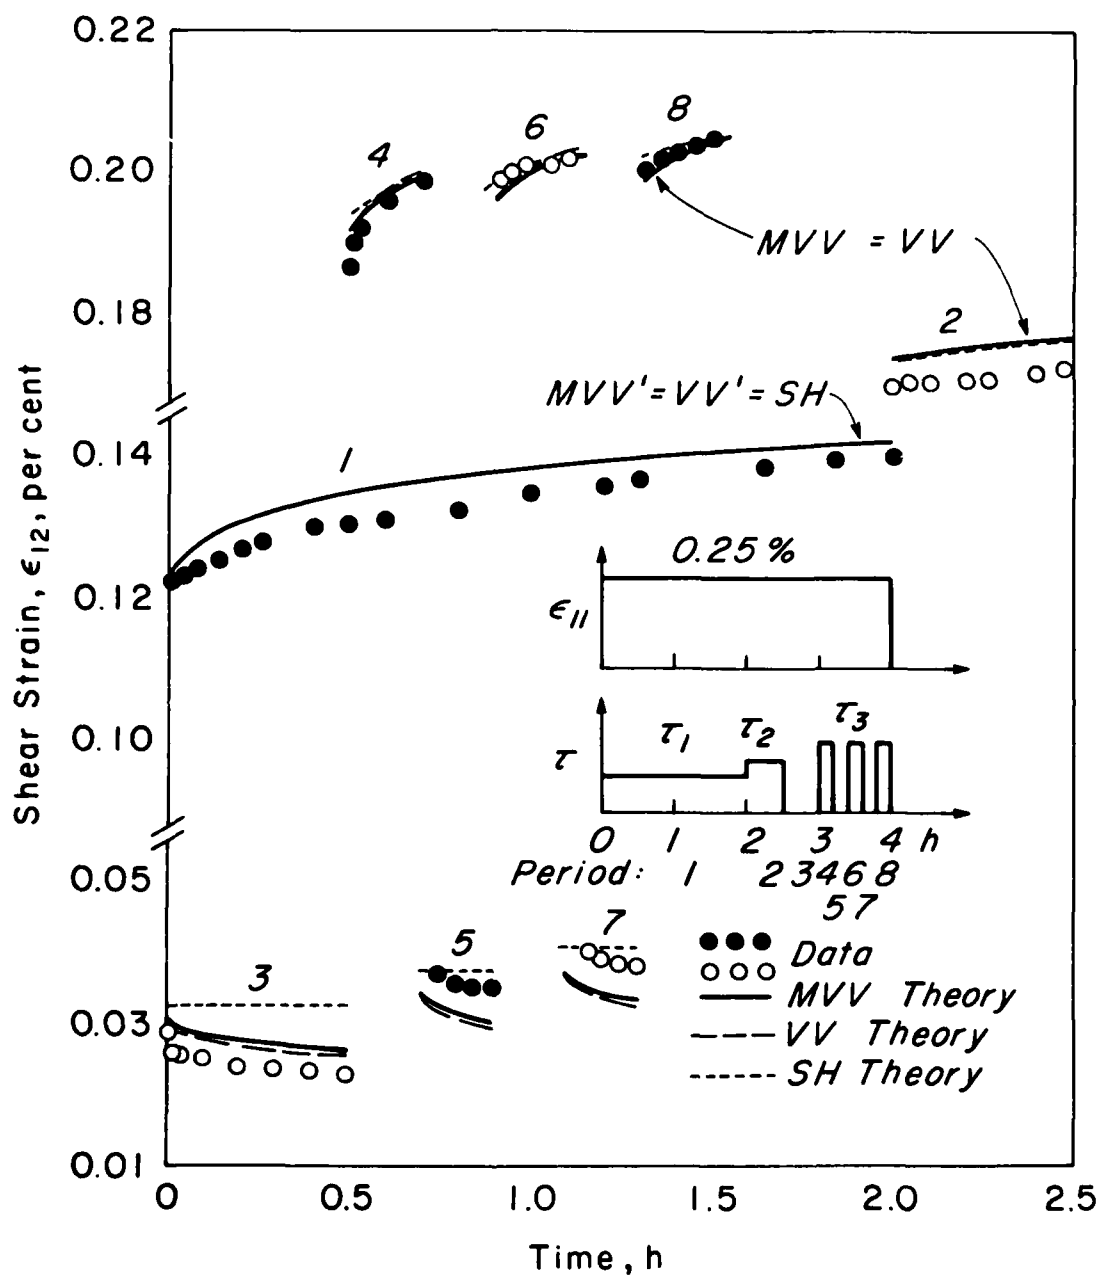 0.22
0.20
0.18
0.14
0.12
0.10
0.05
0.03
0.01
Shear Strain, ϵ12, per cent
4
6
8
MVV = VV
2
MVV' = VV' = SH
1
0.25 %
ϵ11
τ1
τ2
τ3
τ
0 1 2 3 4 h
Period: 1 2 3 4 6 8
5 7
3
5
7
Data
MVV Theory
VV Theory
SH Theory
0 0.5 1.0 1.5 2.0 2.5
Time, h